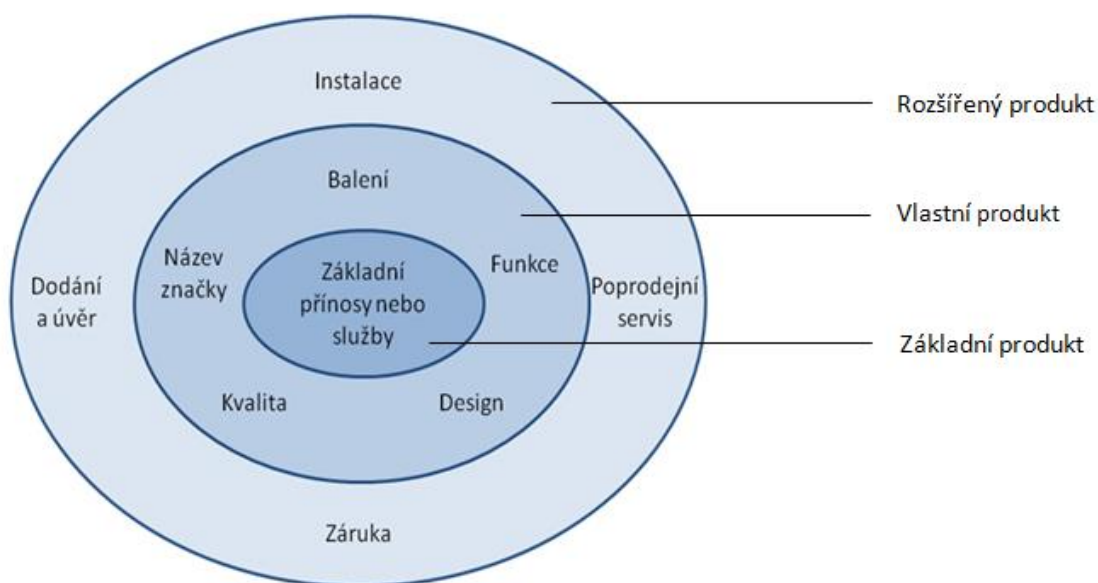 Instalace
Rozšířený produkt
Balení
Vlastní produkt
Název
značky
Funkce
Základní
přínosy nebo
služby
Dodání
a úvěr
Poprodejní
servis
Základní produkt
Kvalita
Design
Záruka